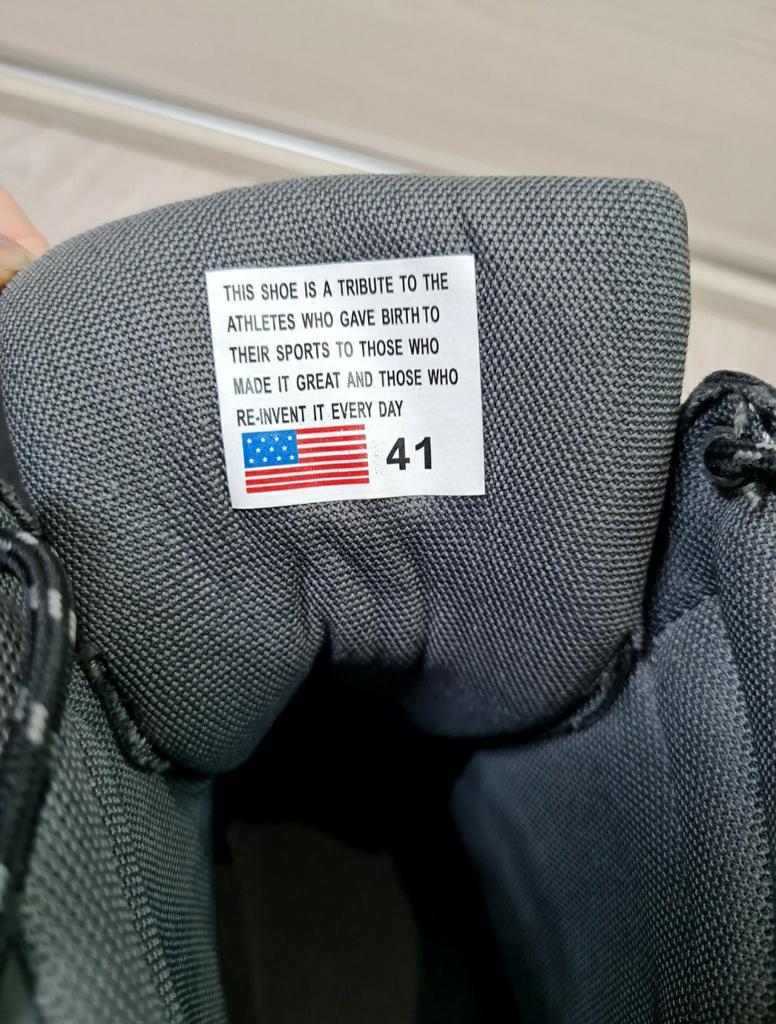 THIS SHOE IS A TRIBUTE TO THE
ATHLETES WHO GAVE BIRTH TO
THEIR SPORTS TO THOSE WHO
MADE IT GREAT AND THOSE WHO
RE-INVENT IT EVERY DAY
41